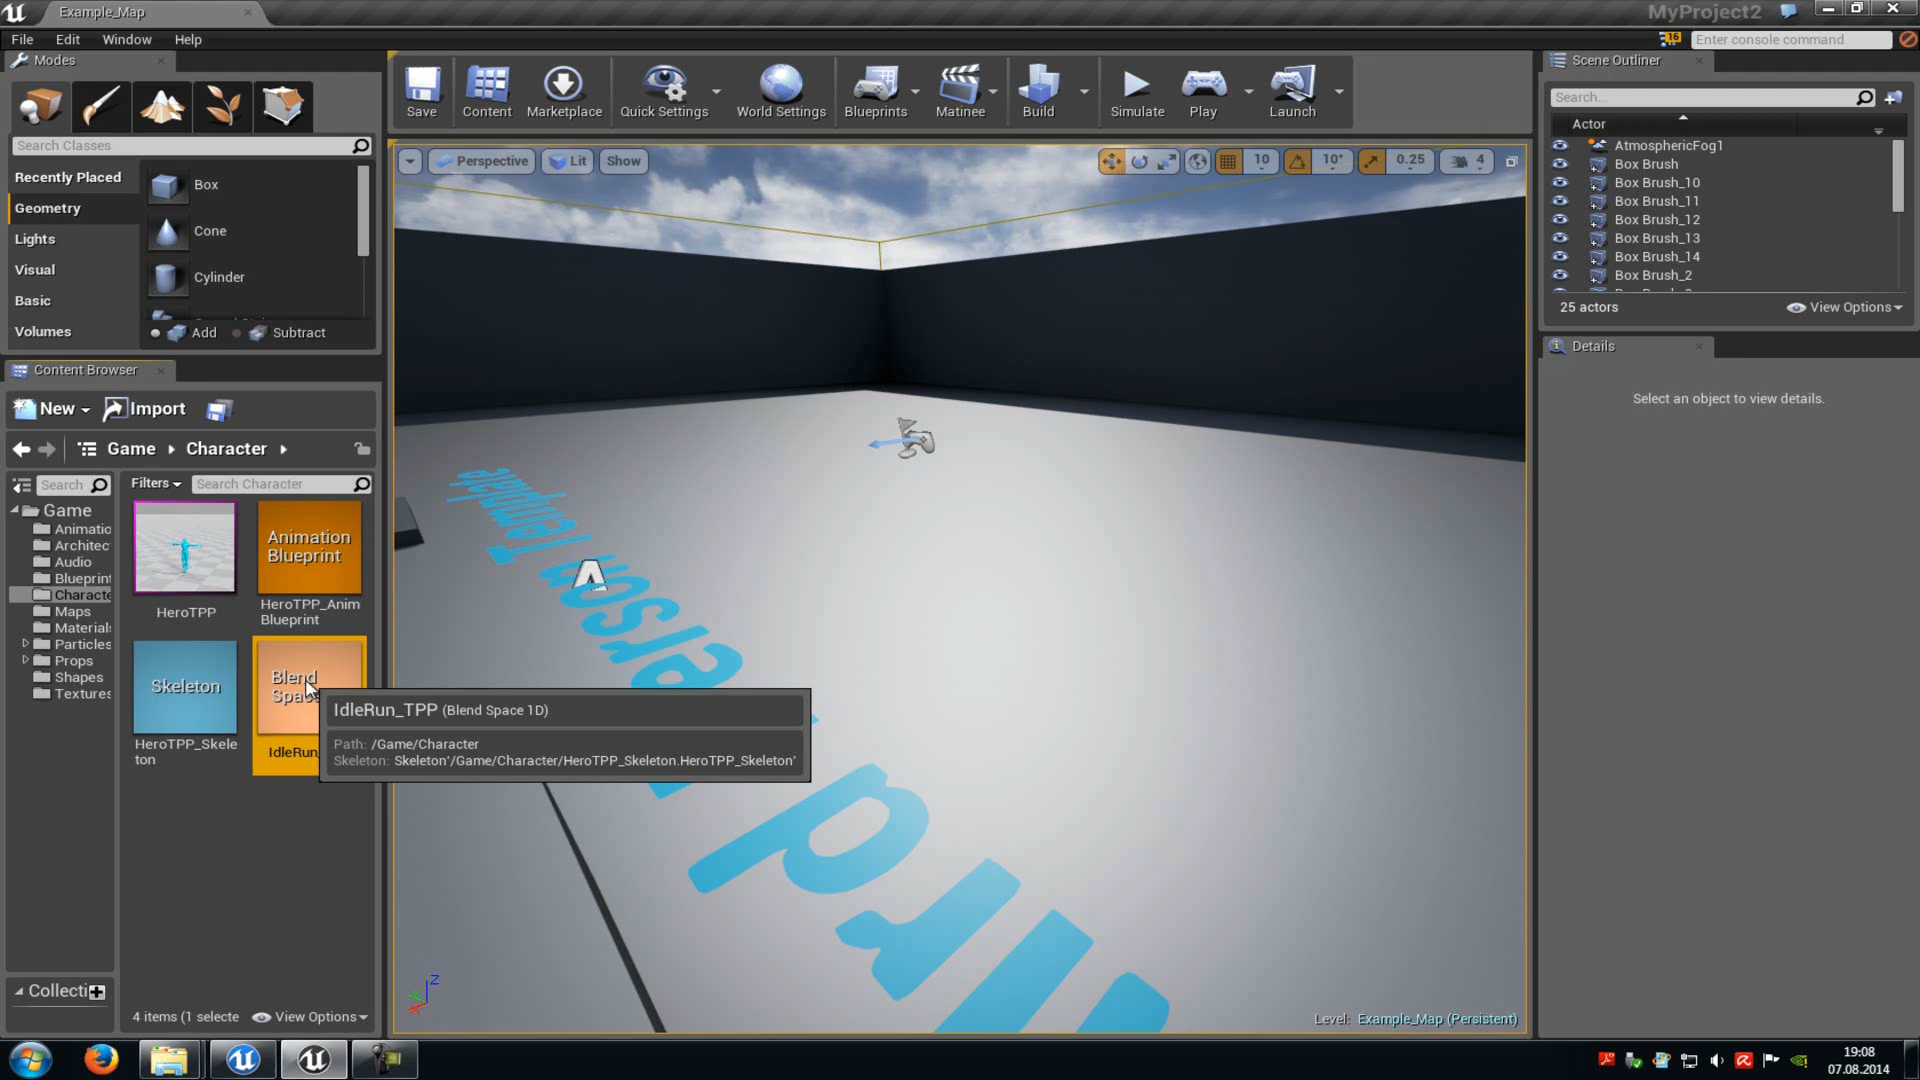 Example_Map
MyProject2
File Edit Window Help
16
Enter console command
Modes
Search Classes
Recently Placed
Geometry
Lights
Visual
Basic
Volumes
Box
Cone
Cylinder
Add Subtract
Save
Content
Marketplace
Quick Settings
World Settings
Blueprints
Matinee
Build
Simulate
Play
Launch
Perspective Lit Show
10 10° 0.25 4
Scene Outliner
Search...
Actor
AtmosphericFog1
Box Brush
Box Brush_10
Box Brush_11
Box Brush_12
Box Brush_13
Box Brush_14
Box Brush_2
25 actors
View Options
Details
Select an object to view details.
Content Browser
New Import
Game Character
Search
Filters Search Character
Game
Animatio
Architec
Audio
Blueprint
Characte
Maps
Material
Particles
Props
Shapes
Textures
Collecti
HeroTPP
Animation
Blueprint
HeroTPP_Anim
Blueprint
Skeleton
HeroTPP_Skele
ton
Blend
Space
IdleRun_
IdleRun_TPP (Blend Space 1D)
Path: /Game/Character
Skeleton: Skeleton'/Game/Character/HeroTPP_Skeleton.HeroTPP_Skeleton'
4 items (1 selecte
View Options
Template
Z
Level: Example_Map (Persistent)
19:08
07.08.2014